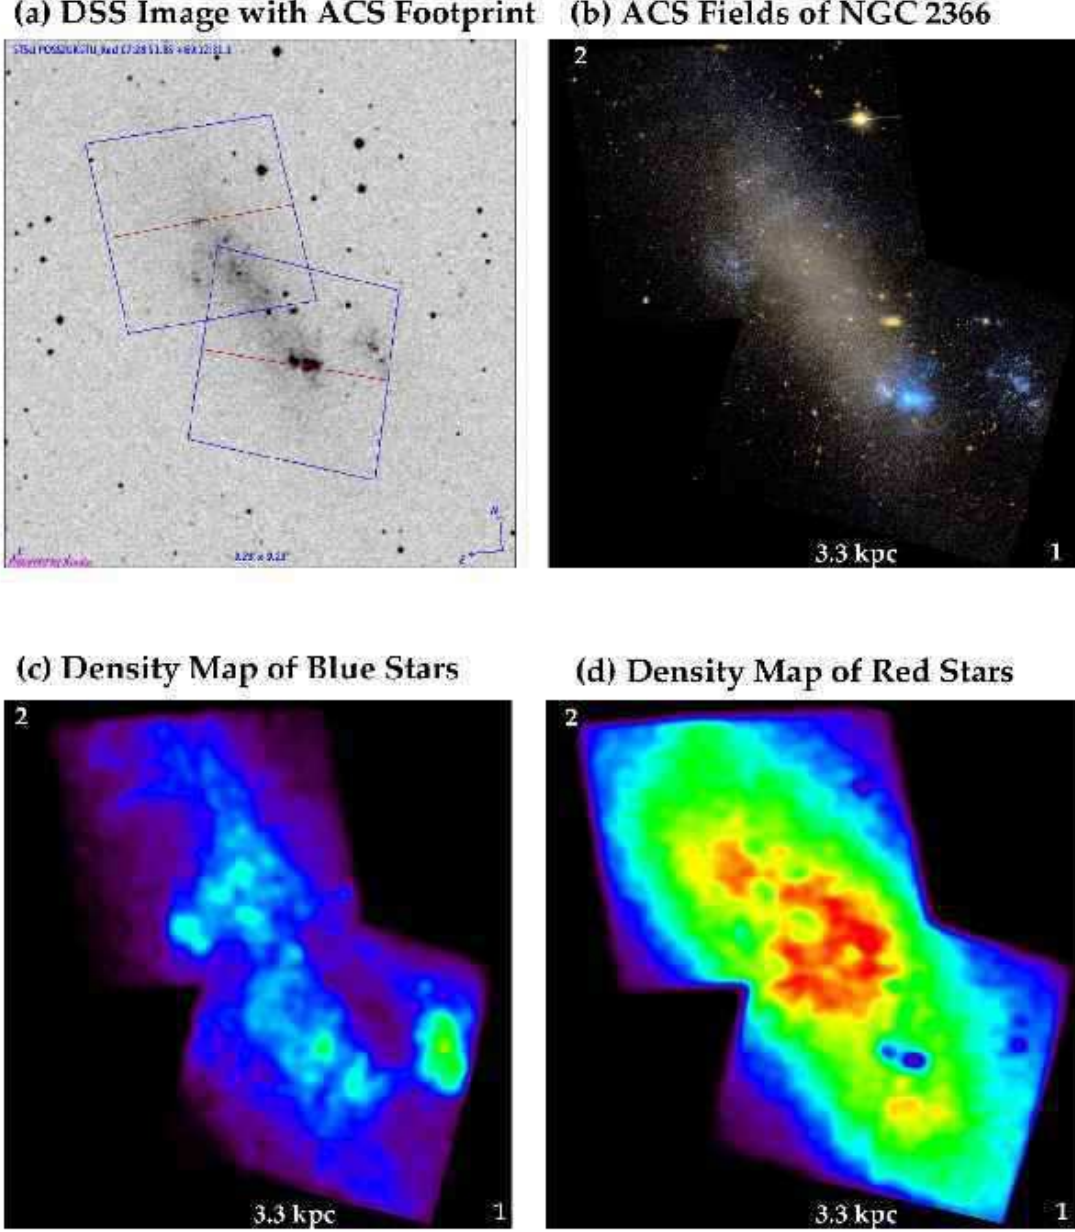 (a) DSS Image with ACS Footprint
(b) ACS Fields of NGC 2366
2
N
E
3.3 kpc
1
(c) Density Map of Blue Stars
(d) Density Map of Red Stars
2
2
3.3 kpc
1
3.3 kpc
1